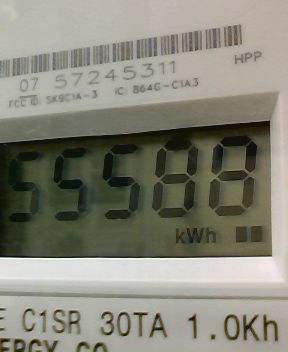 HPP
07 57245311
FCC ID: SK9C1A-3 IC: 864G-C1A3
55588
kWh
C1SR 30TA 1.0Kh